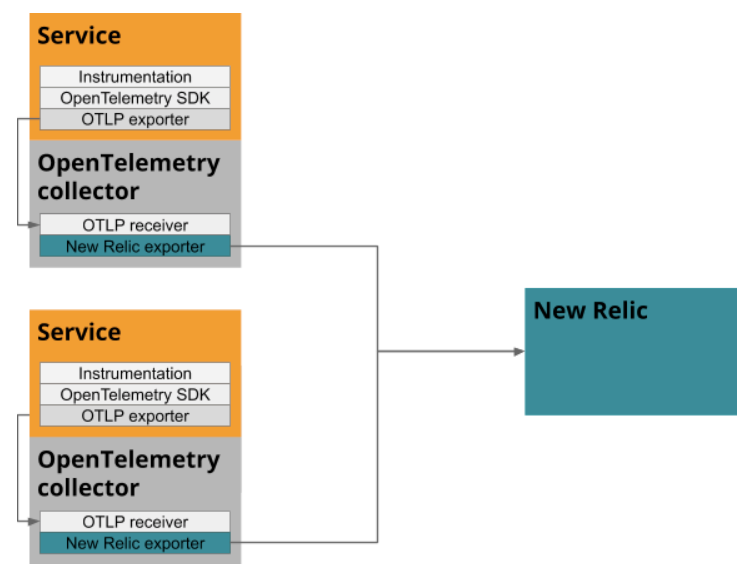 Service
Instrumentation
OpenTelemetry SDK
OTLP exporter
OpenTelemetry
collector
OTLP receiver
New Relic exporter
Service
Instrumentation
OpenTelemetry SDK
OTLP exporter
OpenTelemetry
collector
OTLP receiver
New Relic exporter
New Relic